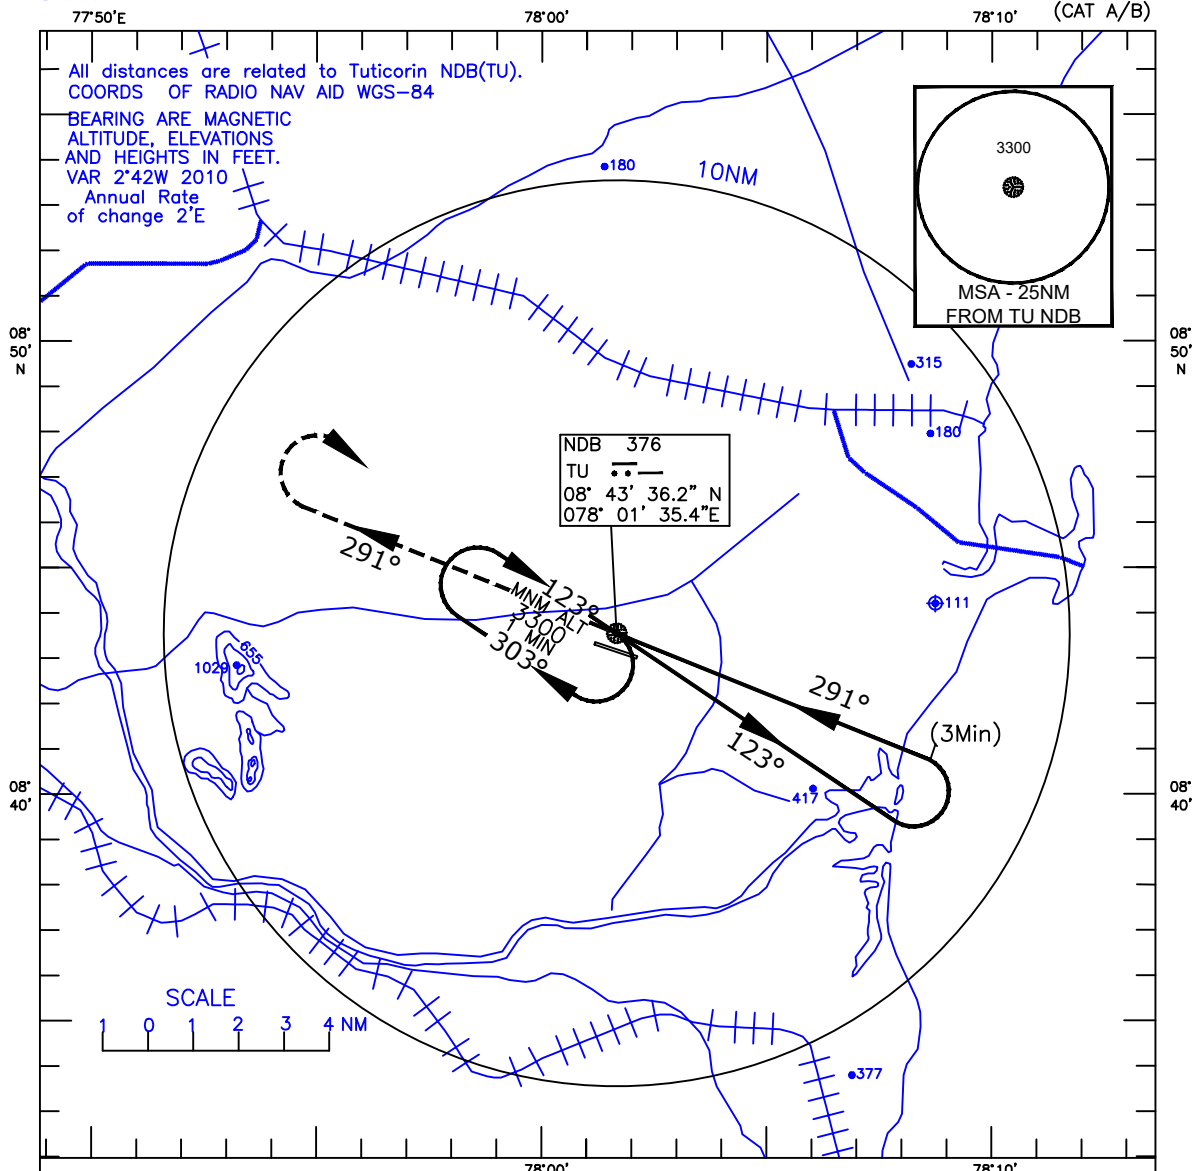 (CAT A/B)
77°50'E
78°00'
78°10'
All distances are related to Tuticorin NDB(TU).
COORDS OF RADIO NAV AID WGS-84
BEARING ARE MAGNETIC
ALTITUDE, ELEVATIONS
AND HEIGHTS IN FEET.
VAR 2°42W 2010
Annual Rate
of change 2'E
3300
MSA - 25NM
FROM TU NDB
180
10NM
08°
50'
N
08°
50'
N
315
180
NDB 376
TU
08° 43' 36.2" N
078° 01' 35.4"E
291°
123°
MNM ALT
3300
1 MIN
303°
111
655
1029
291°
(3Min)
123°
417
08°
40'
08°
40'
SCALE
1 0 1 2 3 4 NM
377
78°00'
78°10'